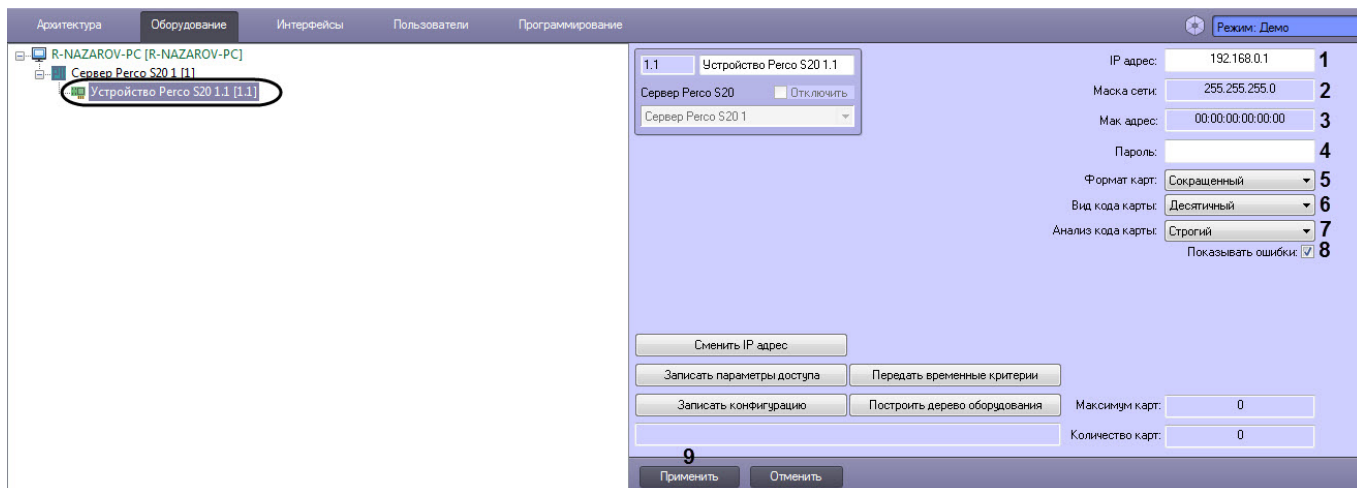 Архитектура Оборудование Интерфейсы Пользователи Программирование Режим: Демо
R-NAZAROV-PC [R-NAZAROV-PC]
Сервер Perco S20 1 [1]
Устройство Perco S20 1.1 [1.1]
1.1 Устройство Perco S20 1.1
Сервер Perco S20 Отключить
Сервер Perco S20 1
IP адрес: 192.168.0.1 1
Маска сети: 255.255.255.0 2
Мак адрес: 00:00:00:00:00:00 3
Пароль: 4
Формат карт: Сокращенный 5
Вид кода карты: Десятичный 6
Анализ кода карты: Строгий 7
Показывать ошибки: 8
Сменить IP адрес
Записать параметры доступа Передать временные критерии
Записать конфигурацию Построить дерево оборудования Максимум карт: 0
Количество карт: 0
9
Применить Отменить